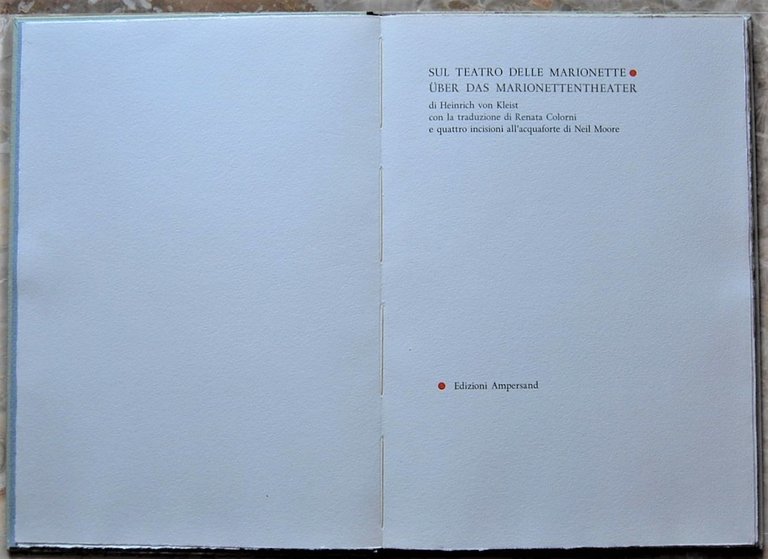 SUL TEATRO DELLE MARIONETTE
ÜBER DAS MARIONETTENTHEATER
di Heinrich von Kleist
con la traduzione di Renata Colorni
e quattro incisioni all'acquaforte di Neil Moore
Edizioni Ampersand